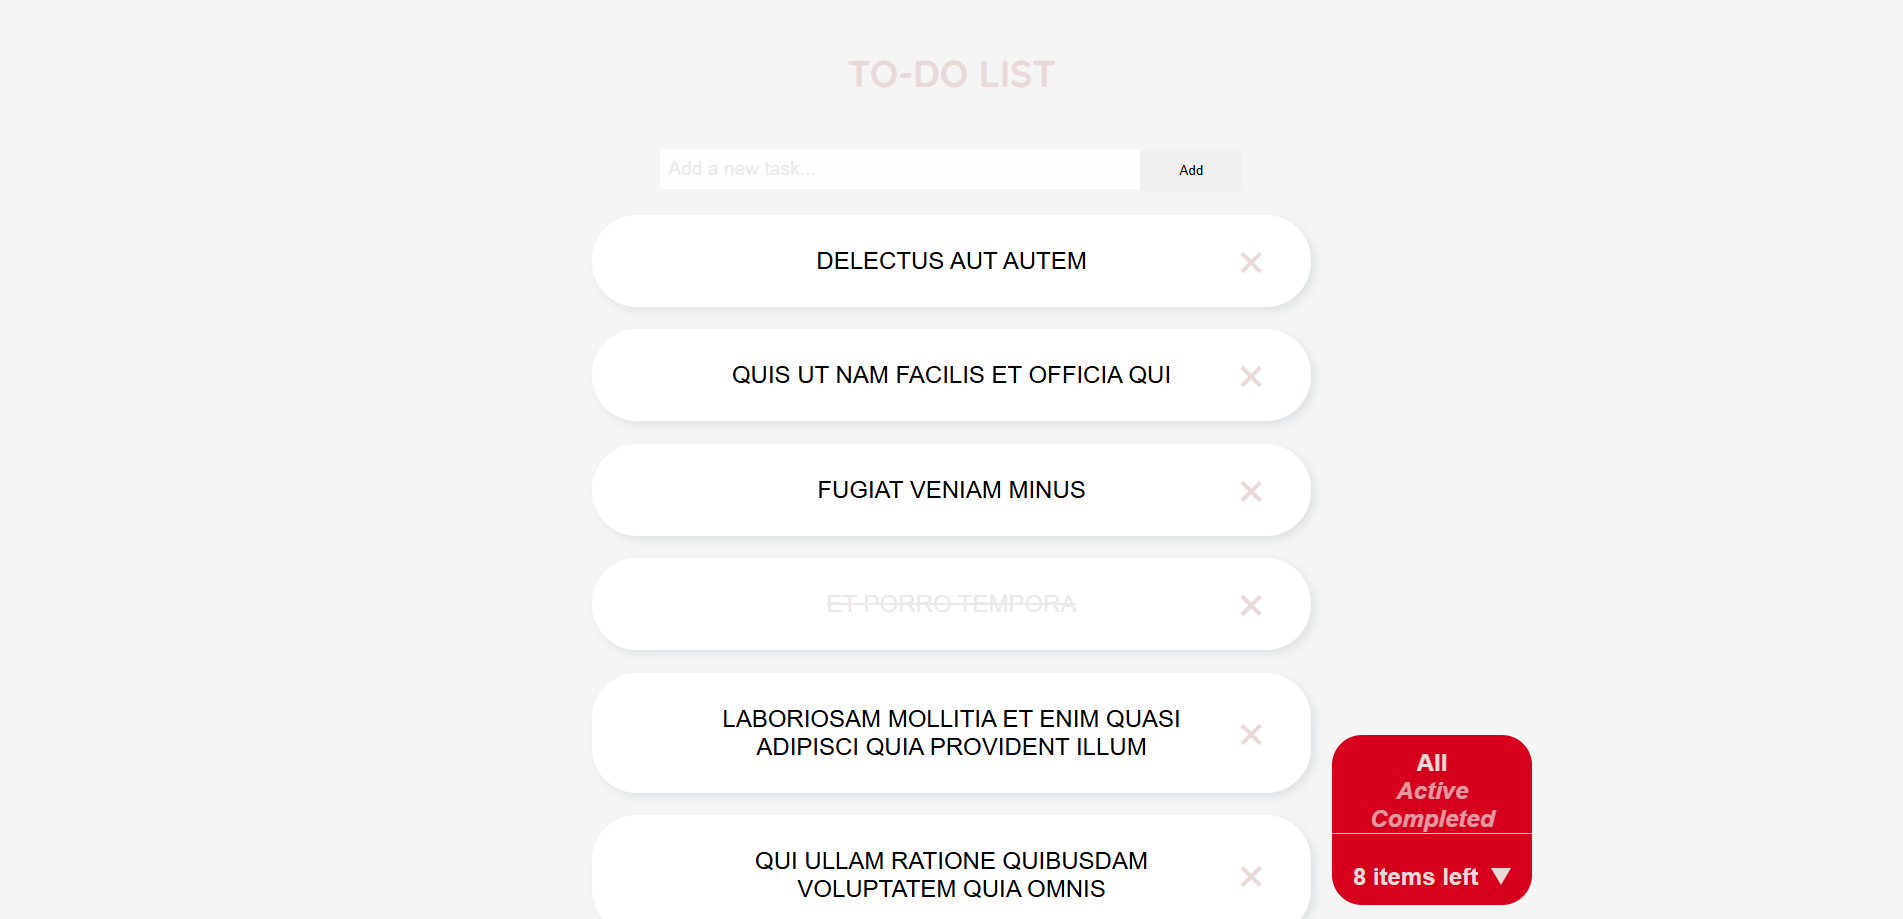 TO-DO LIST
Add a new task...
Add
DELECTUS AUT AUTEM
QUIS UT NAM FACILIS ET OFFICIA QUI
FUGIAT VENIAM MINUS
ET PORRO TEMPORA
LABORIOSAM MOLLITIA ET ENIM QUASI
ADIPISCI QUIA PROVIDENT ILLUM
QUI ULLAM RATIONE QUIBUSDAM
VOLUPTATEM QUIA OMNIS
All
Active
Completed
8 items left ▼